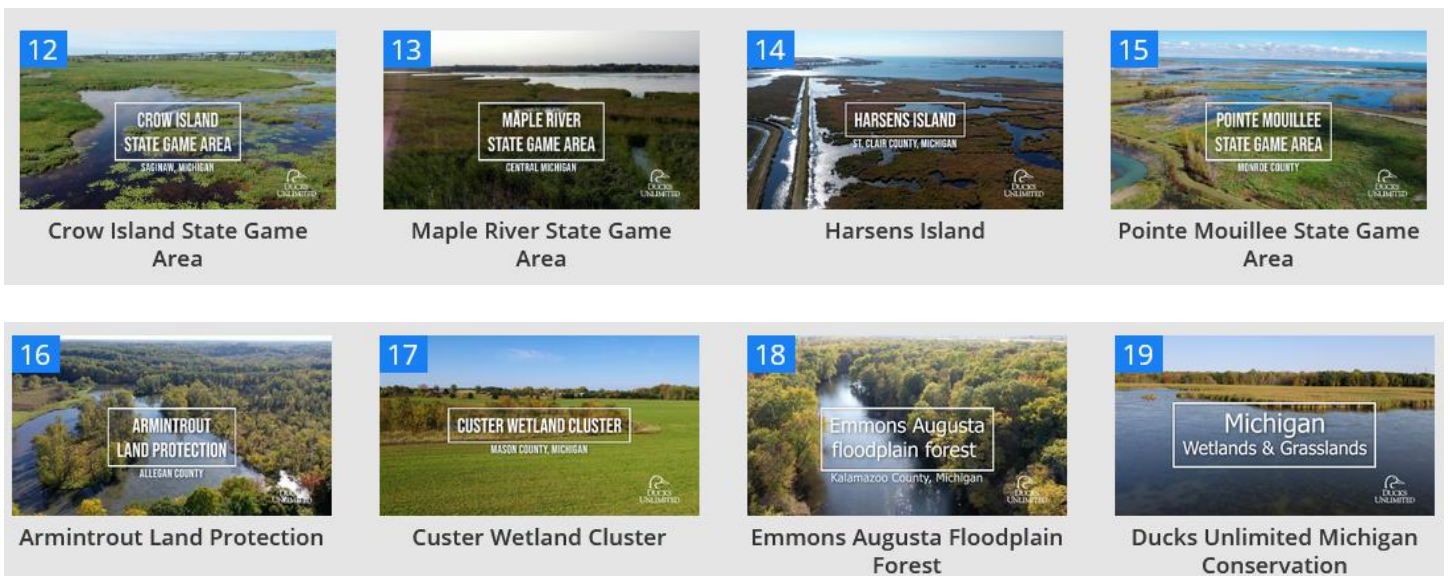 12
CROW ISLAND
STATE GAME AREA
SAGINAW, MICHIGAN
DUCKS
UNLIMITED
Crow Island State Game
Area
13
MAPLE RIVER
STATE GAME AREA
CENTRAL MICHIGAN
DUCKS
UNLIMITED
Maple River State Game
Area
14
HARSENS ISLAND
ST. CLAIR COUNTY, MICHIGAN
DUCKS
UNLIMITED
Harsens Island
15
POINTE MOUILLEE
STATE GAME AREA
MONROE COUNTY
DUCKS
UNLIMITED
Pointe Mouillee State Game
Area
16
ARMINTROUT
LAND PROTECTION
ALLEGAN COUNTY
DUCKS
UNLIMITED
Armintrout Land Protection
17
CUSTER WETLAND CLUSTER
MASON COUNTY, MICHIGAN
DUCKS
UNLIMITED
Custer Wetland Cluster
18
Emmons Augusta
floodplain forest
Kalamazoo County, Michigan
DUCKS
UNLIMITED
Emmons Augusta Floodplain
Forest
19
Michigan
Wetlands & Grasslands
DUCKS
UNLIMITED
Ducks Unlimited Michigan
Conservation